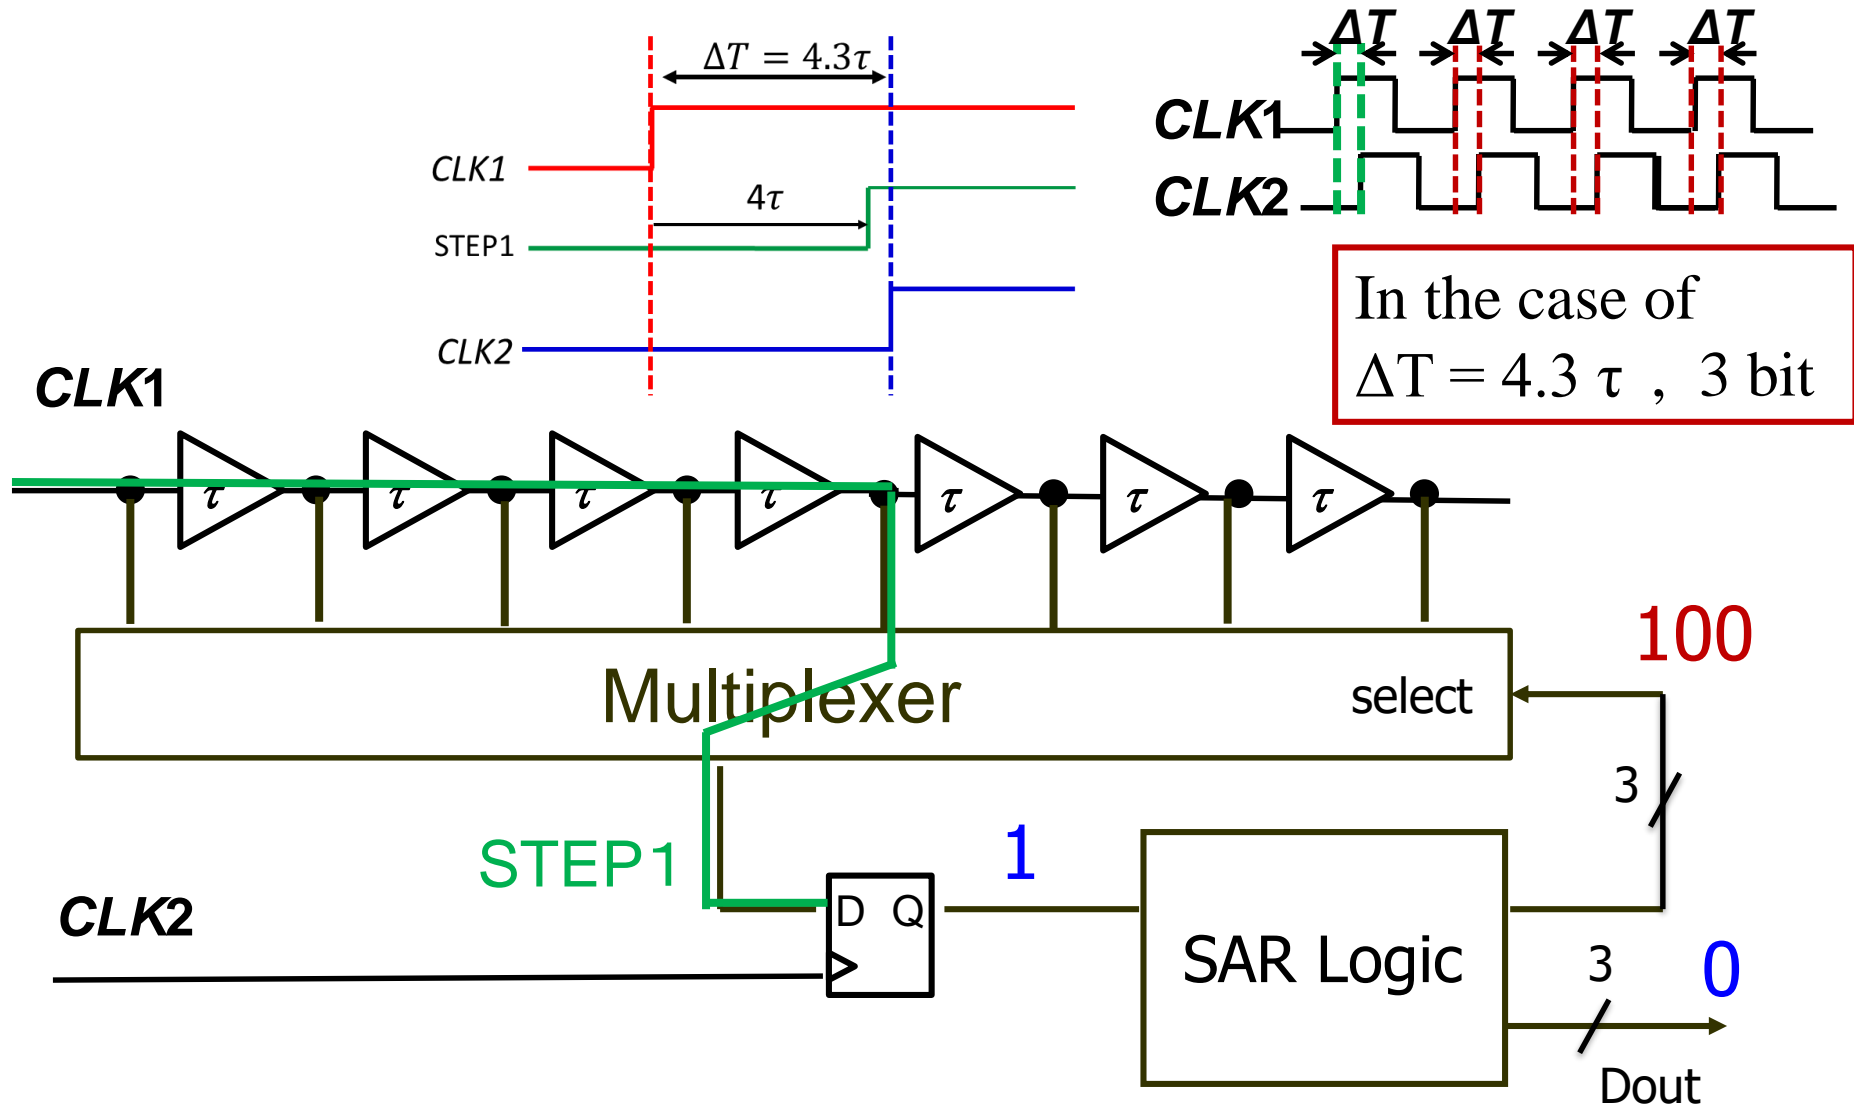 ΔT ΔT ΔT ΔT
ΔT = 4.3τ
CLK1
CLK1
4τ
CLK2
STEP1
In the case of
ΔT = 4.3 τ , 3 bit
CLK2
CLK1
τ τ τ τ τ τ τ
100
Multiplexer
select
3
STEP1
1
D Q
CLK2
SAR Logic
3
0
Dout